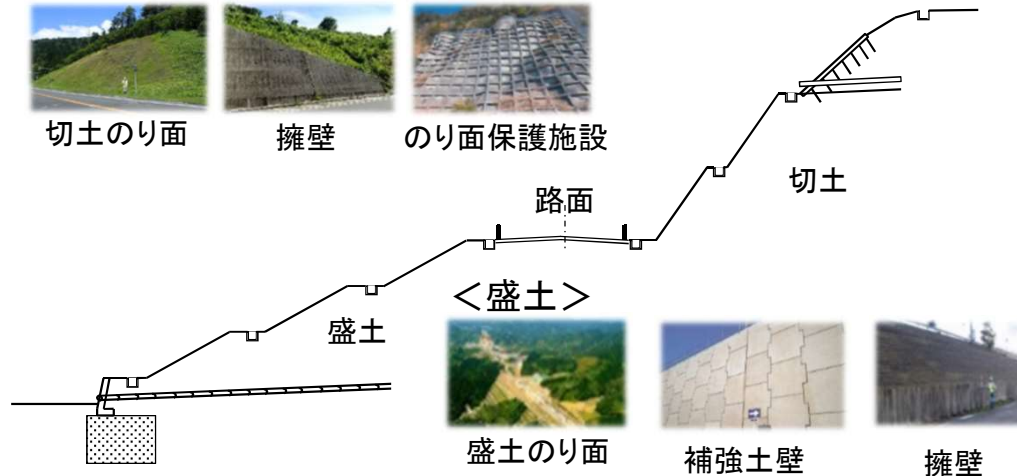 切土のり面
擁壁
のり面保護施設
切土
路面
＜盛土＞
盛土
盛土のり面
補強土壁
擁壁